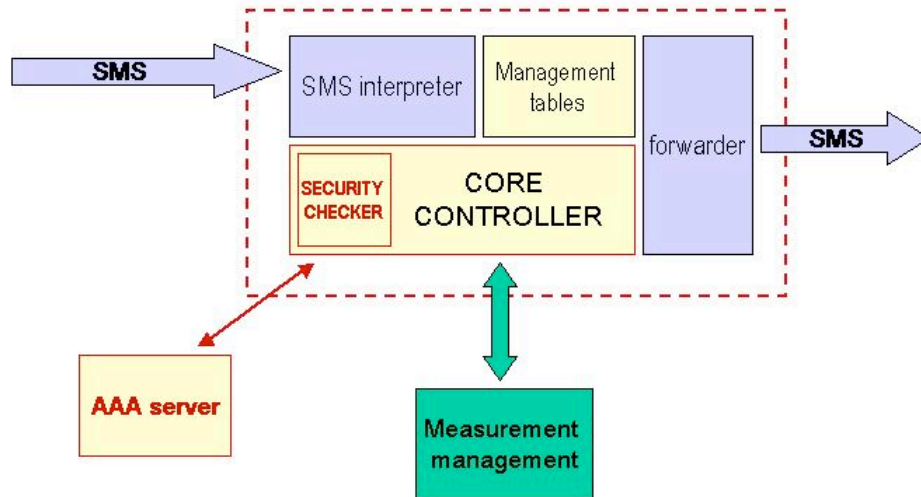 SMS
SMS interpreter
Management
tables
forwarder
SMS
SECURITY
CHECKER
CORE
CONTROLLER
AAA server
Measurement
management